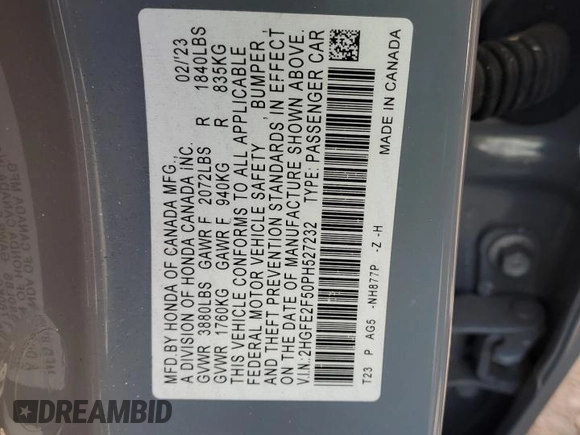 MFD BY HONDA OF CANADA MFG., 02/'23
A DIVISION OF HONDA CANADA INC.
GVWR 3880LBS GAWR F 2072LBS R 1840LBS
GVWR 1760KG GAWR F 940KG R 835KG
THIS VEHICLE CONFORMS TO ALL APPLICABLE
FEDERAL MOTOR VEHICLE SAFETY , BUMPER ,
AND THEFT PREVENTION STANDARDS IN EFFECT
ON THE DATE OF MANUFACTURE SHOWN ABOVE.
V.I.N.:2HGFE2F50PH527232 TYPE: PASSENGER CAR
T23 P AG5 -NH877P -Z -H
MADE IN CANADA
DREAMBID